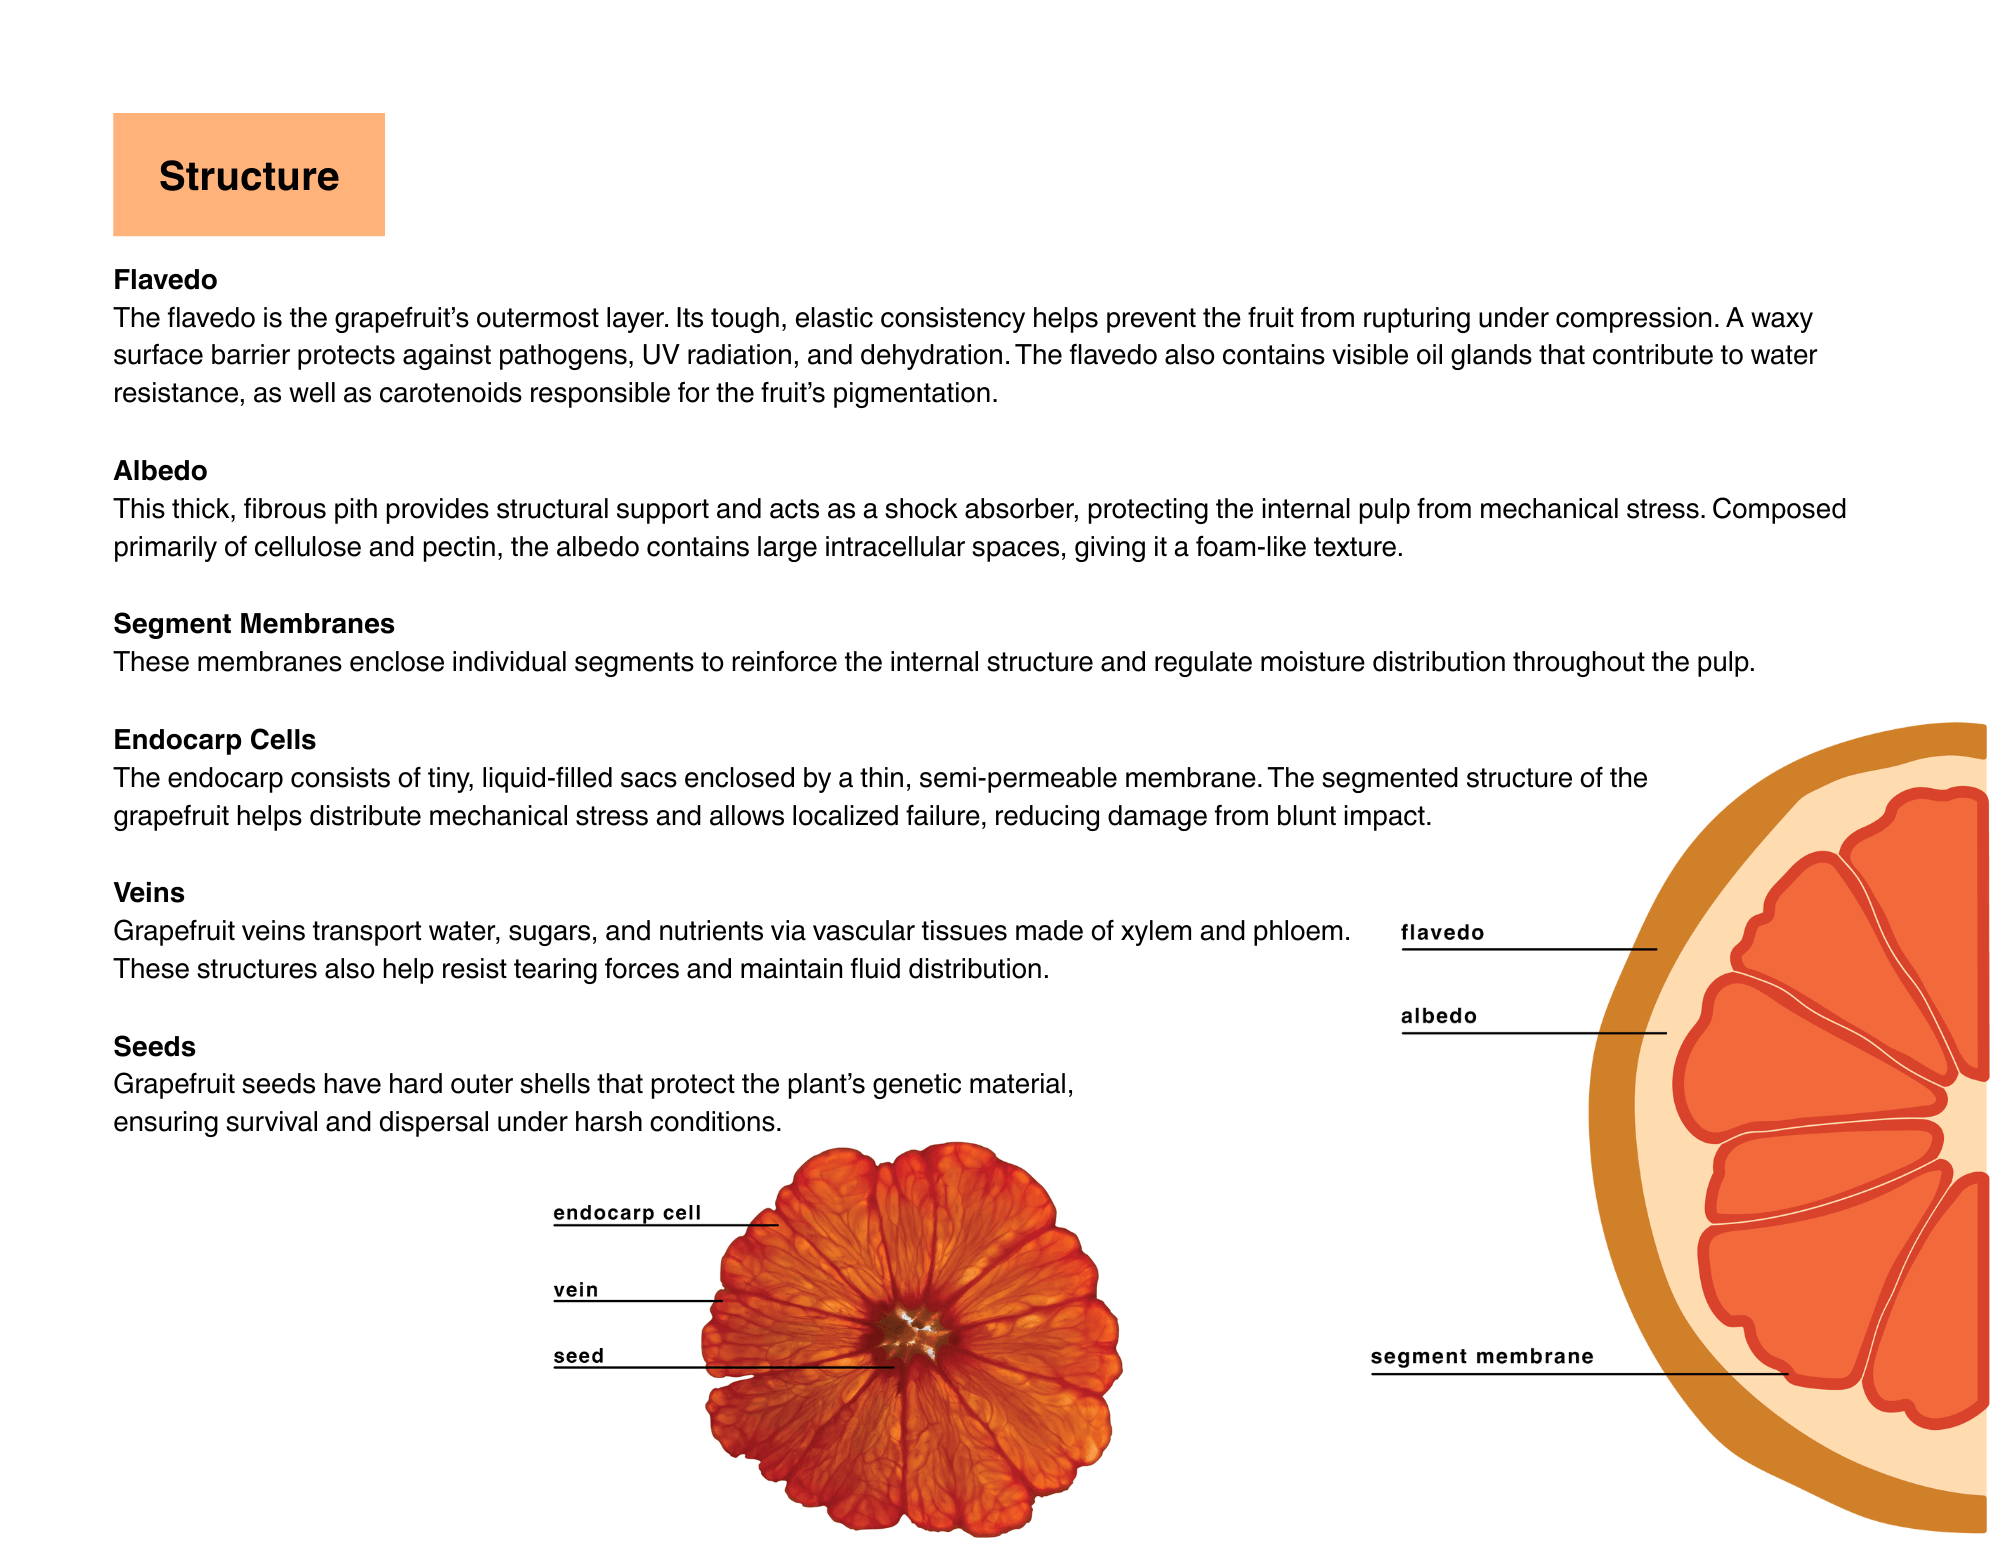 Structure
Flavedo
The flavedo is the grapefruit’s outermost layer. Its tough, elastic consistency helps prevent the fruit from rupturing under compression. A waxy
surface barrier protects against pathogens, UV radiation, and dehydration. The flavedo also contains visible oil glands that contribute to water
resistance, as well as carotenoids responsible for the fruit’s pigmentation.
Albedo
This thick, fibrous pith provides structural support and acts as a shock absorber, protecting the internal pulp from mechanical stress. Composed
primarily of cellulose and pectin, the albedo contains large intracellular spaces, giving it a foam-like texture.
Segment Membranes
These membranes enclose individual segments to reinforce the internal structure and regulate moisture distribution throughout the pulp.
Endocarp Cells
The endocarp consists of tiny, liquid-filled sacs enclosed by a thin, semi-permeable membrane. The segmented structure of the
grapefruit helps distribute mechanical stress and allows localized failure, reducing damage from blunt impact.
Veins
Grapefruit veins transport water, sugars, and nutrients via vascular tissues made of xylem and phloem.
These structures also help resist tearing forces and maintain fluid distribution.
Seeds
Grapefruit seeds have hard outer shells that protect the plant’s genetic material,
ensuring survival and dispersal under harsh conditions.
endocarp cell
vein
seed
flavedo
albedo
segment membrane